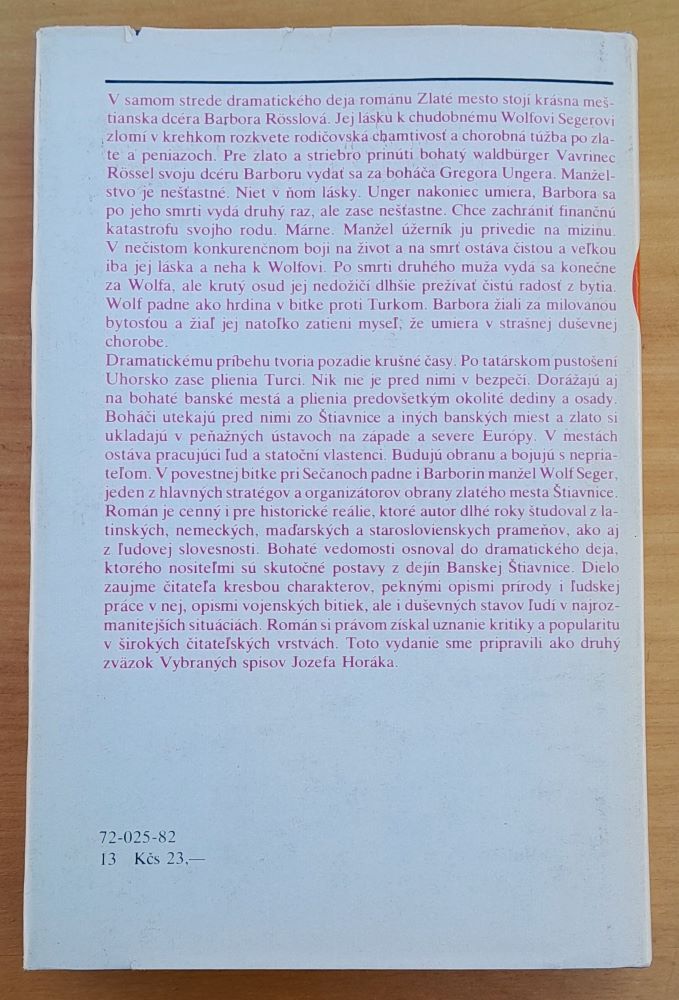 V samom strede dramatického deja románu Zlaté mesto stojí krásna meš-
tianska dcéra Barbora Rösslová. Jej lásku k chudobnému Wolfovi Segerovi
zlomí v krehkom rozkvete rodičovská chamtivosť a chorobná túžba po zla-
te a peniazoch. Pre zlato a striebro prinúti bohatý waldbürger Vavrinec
Rössel svoju dcéru Barboru vydať sa za boháča Gregora Ungera. Manžel-
stvo je nešťastné. Niet v ňom lásky. Unger nakoniec umiera, Barbora sa
po jeho smrti vydá druhý raz, ale zase nešťastne. Chce zachrániť finančnú
katastrofu svojho rodu. Márne. Manžel úžerník ju privedie na mizinu.
V nečistom konkurenčnom boji na život a na smrť ostáva čistou a veľkou
iba jej láska a neha k Wolfovi. Po smrti druhého muža vydá sa konečne
za Wolfa, ale krutý osud jej nedožičí dlhšie prežívať čistú radosť z bytia.
Wolf padne ako hrdina v bitke proti Turkom. Barbora žiali za milovanou
bytosťou a žiaľ jej natoľko zatieni myseľ, že umiera v strašnej duševnej
chorobe.
Dramatickému príbehu tvoria pozadie krušné časy. Po tatárskom pustošení
Uhorsko zase plienia Turci. Nik nie je pred nimi v bezpečí. Dorážajú aj
na bohaté banské mestá a plienia predovšetkým okolité dediny a osady.
Boháči utekajú pred nimi zo Štiavnice a iných banských miest a zlato si
ukladajú v peňažných ústavoch na západe a severe Európy. V mestách
ostáva pracujúci ľud a statoční vlastenci. Budujú obranu a bojujú s nepria-
teľom. V povestnej bitke pri Sečanoch padne i Barborin manžel Wolf Seger,
jeden z hlavných stratégov a organizátorov obrany zlatého mesta Štiavnice.
Román je cenný i pre historické reálie, ktoré autor dlhé roky študoval z la-
tinských, nemeckých, maďarských a staroslovienskych prameňov, ako aj
z ľudovej slovesnosti. Bohaté vedomosti osnoval do dramatického deja,
ktorého nositeľmi sú skutočné postavy z dejín Banskej Štiavnice. Dielo
zaujme čitateľa kresbou charakterov, peknými opismi prírody i ľudskej
práce v nej, opismi vojenských bitiek, ale i duševných stavov ľudí v najroz-
manitejších situáciách. Román si právom získal uznanie kritiky a popularitu
v širokých čitateľských vrstvách. Toto vydanie sme pripravili ako druhý
zväzok Vybraných spisov Jozefa Horáka.
72-025-82
13 Kčs 23,—